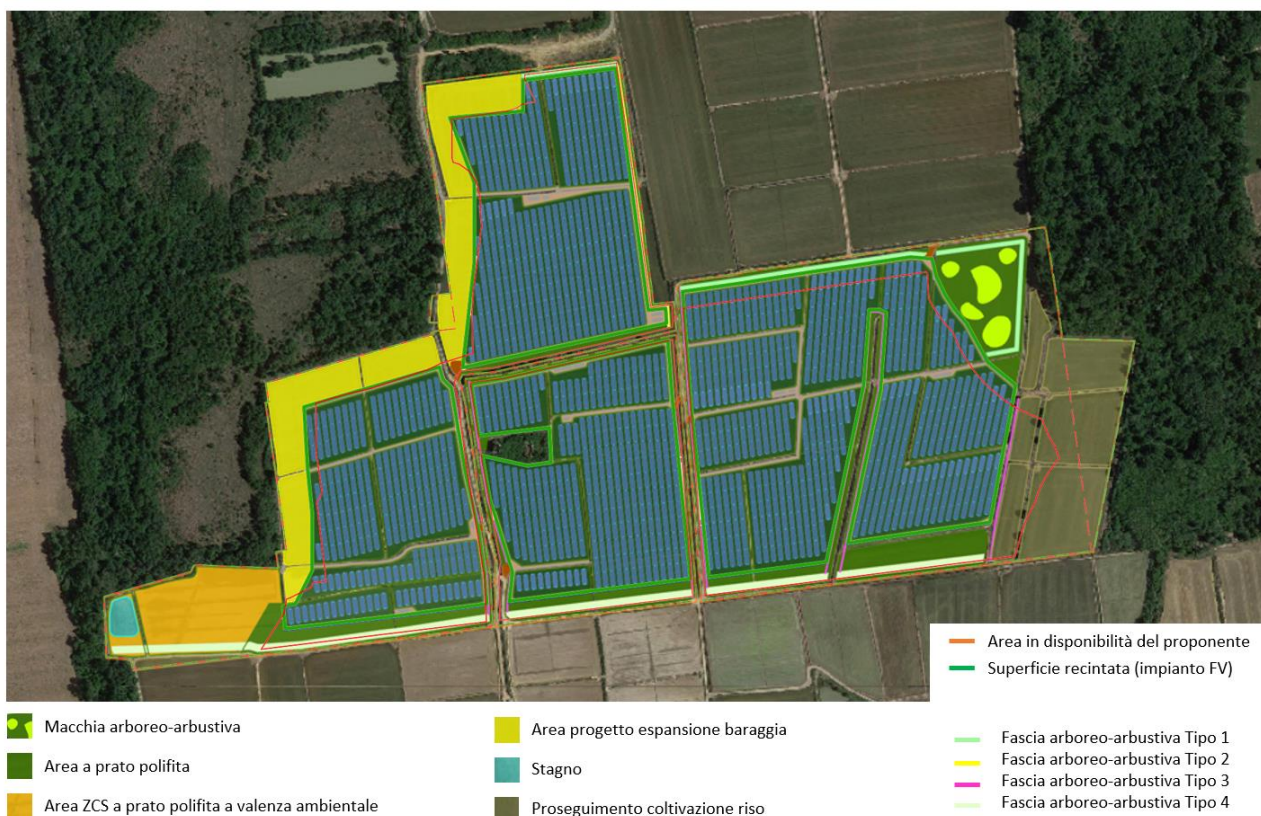 Area in disponibilità del proponente
Superficie recintata (impianto FV)
Macchia arboreo-arbustiva
Area a prato polifita
Area ZCS a prato polifita a valenza ambientale
Area progetto espansione baraggia
Stagno
Proseguimento coltivazione riso
Fascia arboreo-arbustiva Tipo 1
Fascia arboreo-arbustiva Tipo 2
Fascia arboreo-arbustiva Tipo 3
Fascia arboreo-arbustiva Tipo 4